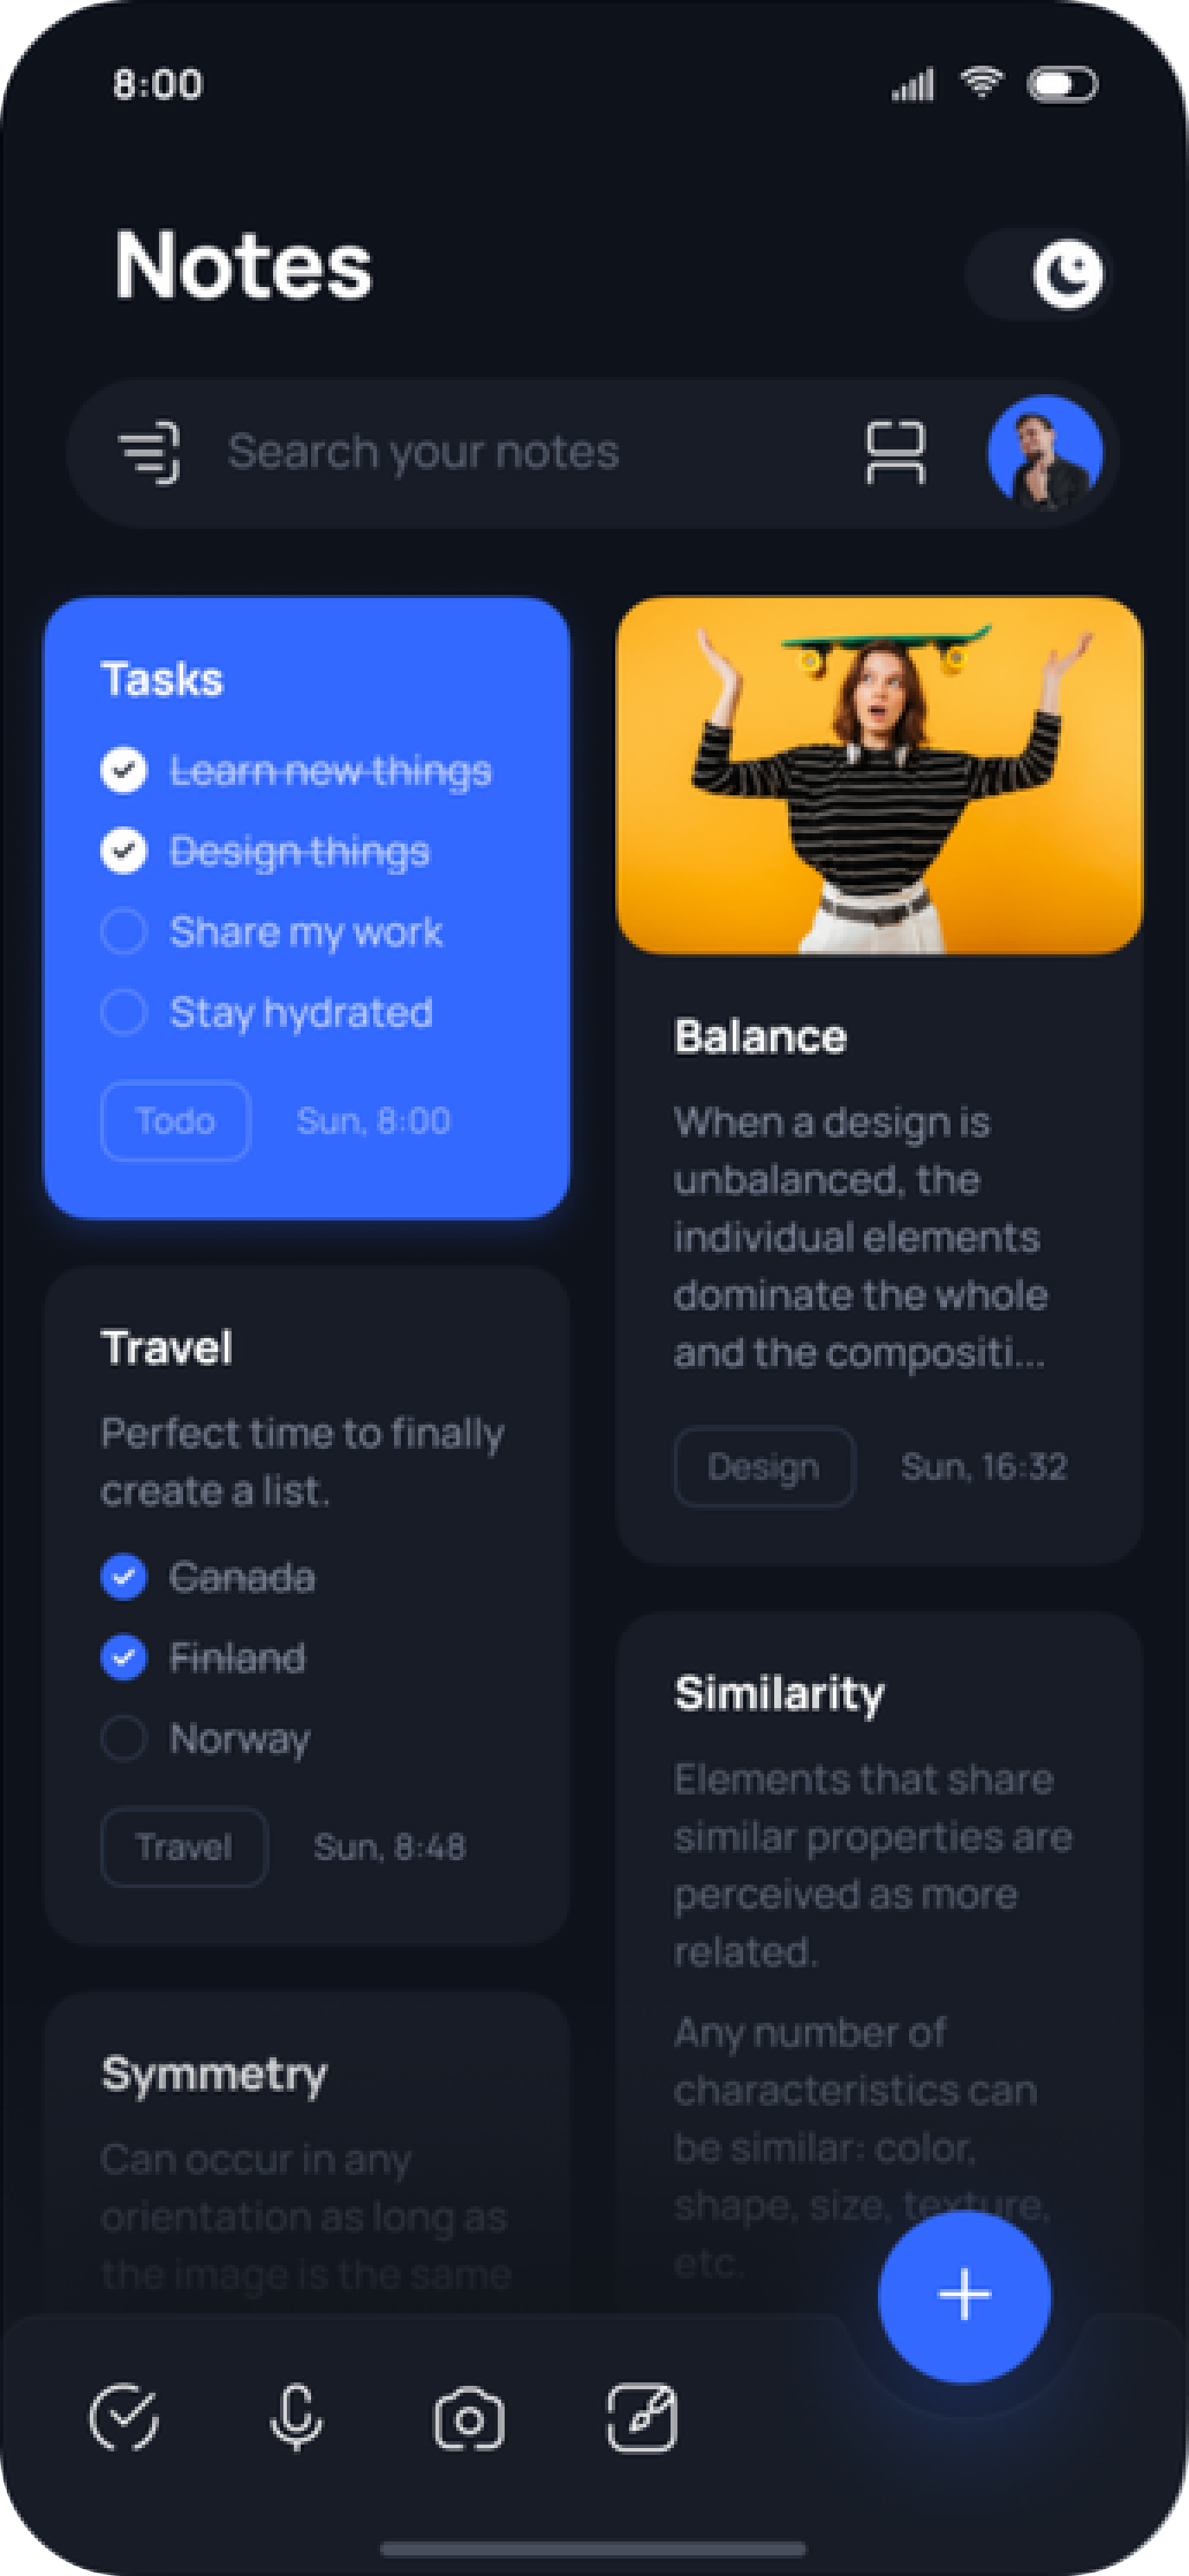 8:00
Notes
Search your notes
Tasks
Learn new things
Design things
Share my work
Stay hydrated
Todo Sun, 8:00
Travel
Perfect time to finally
create a list.
Canada
Finland
Norway
Travel Sun, 8:48
Symmetry
Can occur in any
orientation as long as
the image is the same
Balance
When a design is
unbalanced, the
individual elements
dominate the whole
and the compositi...
Design Sun, 16:32
Similarity
Elements that share
similar properties are
perceived as more
related.
Any number of
characteristics can
be similar: color,
shape, size, texture,
etc.